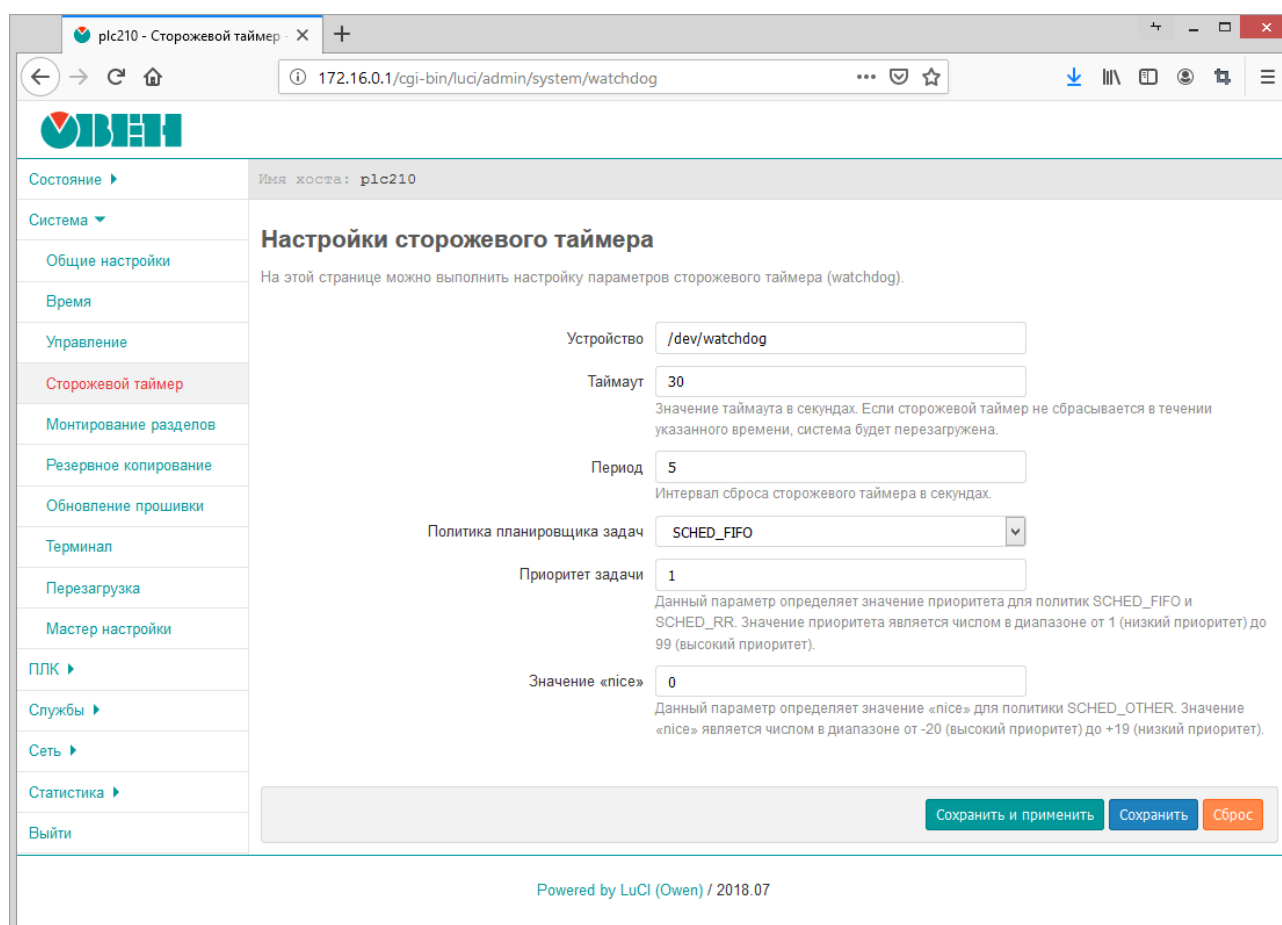 plc210 - Сторожевой таймер -
172.16.0.1/cgi-bin/luci/admin/system/watchdog
ОВЕН
Состояние
Имя хоста: plc210
Система
Общие настройки
Время
Управление
Сторожевой таймер
Монтирование разделов
Резервное копирование
Обновление прошивки
Терминал
Перезагрузка
Мастер настройки
ПЛК
Службы
Сеть
Статистика
Выйти
Настройки сторожевого таймера
На этой странице можно выполнить настройку параметров сторожевого таймера (watchdog).
Устройство /dev/watchdog
Таймаут 30
Значение таймаута в секундах. Если сторожевой таймер не сбрасывается в течении
указанного времени, система будет перезагружена.
Период 5
Интервал сброса сторожевого таймера в секундах.
Политика планировщика задач SCHED_FIFO
Приоритет задачи 1
Данный параметр определяет значение приоритета для политик SCHED_FIFO и
SCHED_RR. Значение приоритета является числом в диапазоне от 1 (низкий приоритет) до
99 (высокий приоритет).
Значение «nice» 0
Данный параметр определяет значение «nice» для политики SCHED_OTHER. Значение
«nice» является числом в диапазоне от -20 (высокий приоритет) до +19 (низкий приоритет).
Сохранить и применить Сохранить Сброс
Powered by LuCI (Owen) / 2018.07